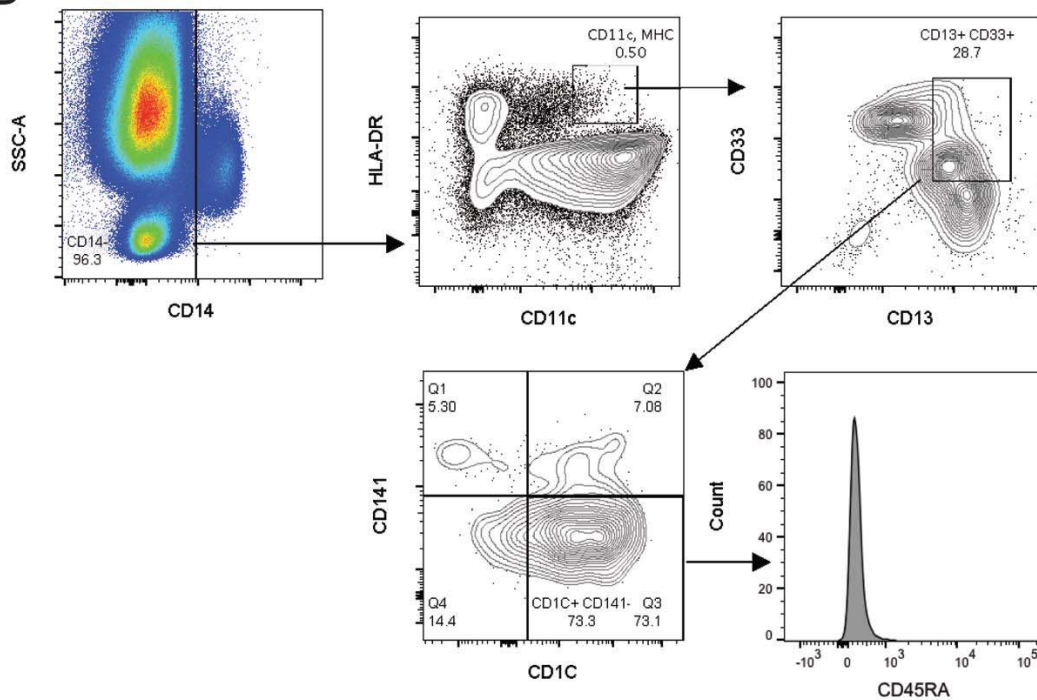 SSC-A
CD14-
96.3
CD14
HLA-DR
CD11c, MHC
0.50
CD11c
CD33
CD13+ CD33+
28.7
CD13
CD141
Q1
5.30
Q2
7.08
Q4
14.4
CD1C+ CD141-
73.3
Q3
73.1
CD1C
Count
100
80
60
40
20
0
-10³ 0 10³ 10⁴ 10⁵
CD45RA